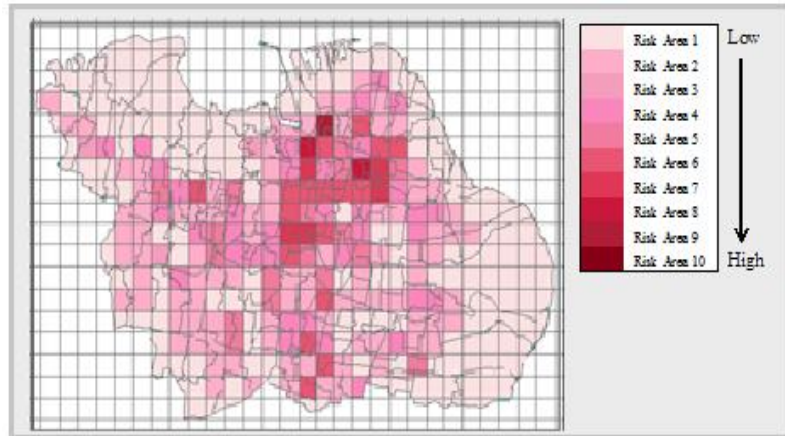 Risk Area 1
Low
Risk Area 2
Risk Area 3
Risk Area 4
Risk Area 5
Risk Area 6
Risk Area 7
Risk Area 8
Risk Area 9
Risk Area 10
High